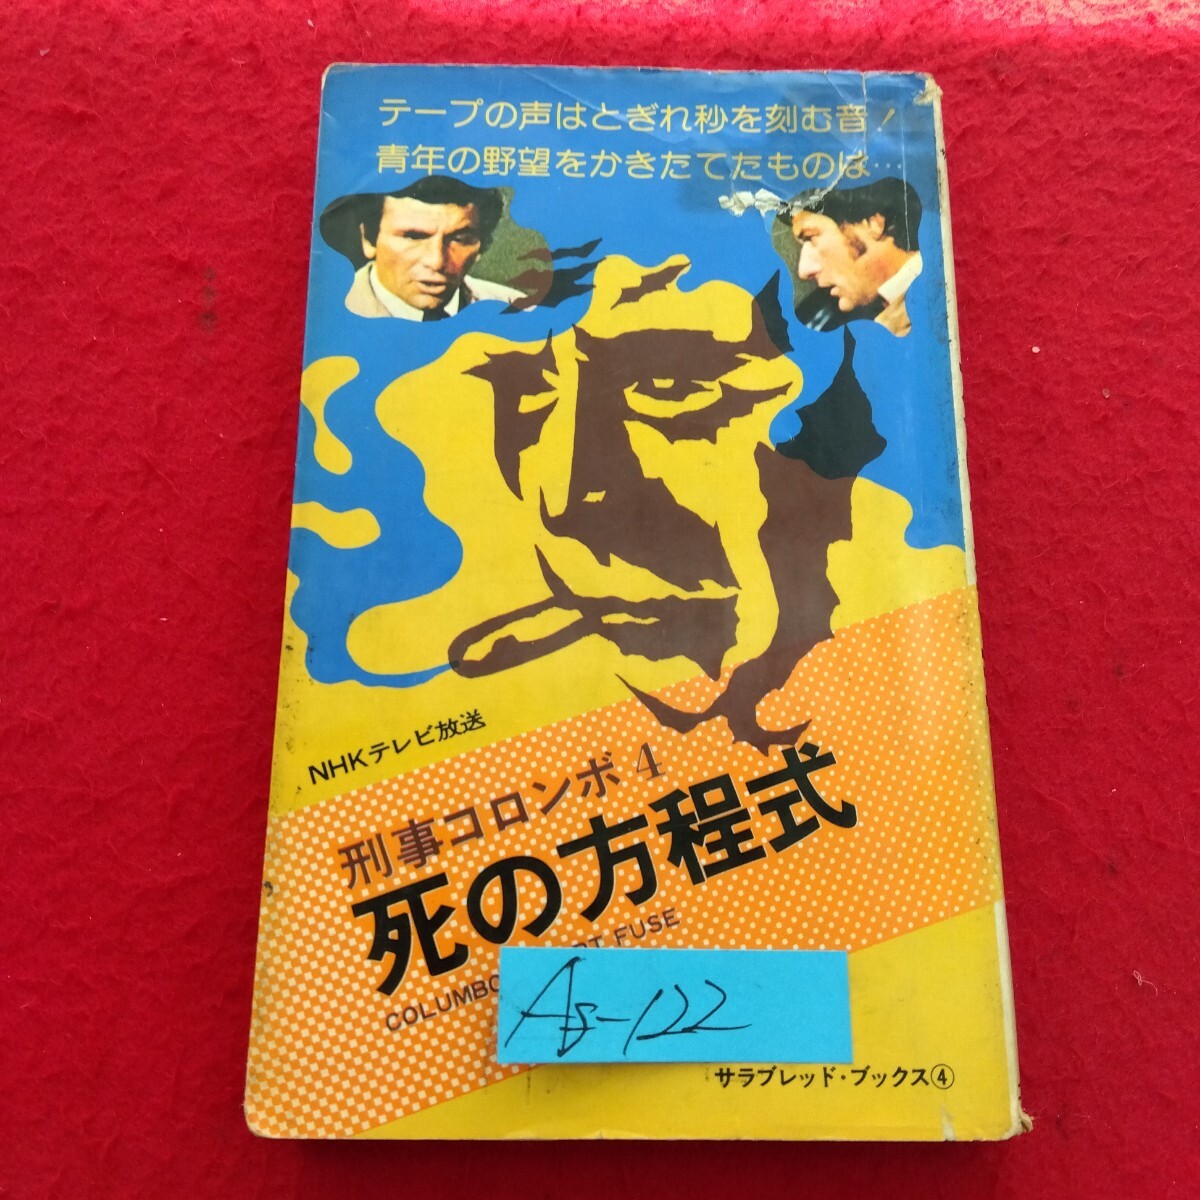 テープの声はとぎれ秒を刻む音!
青年の野望をかきたてたものは…
NHKテレビ放送
刑事コロンボ4
死の方程式
COLUMBO FUSE
As-122
サラブレッド・ブックス④